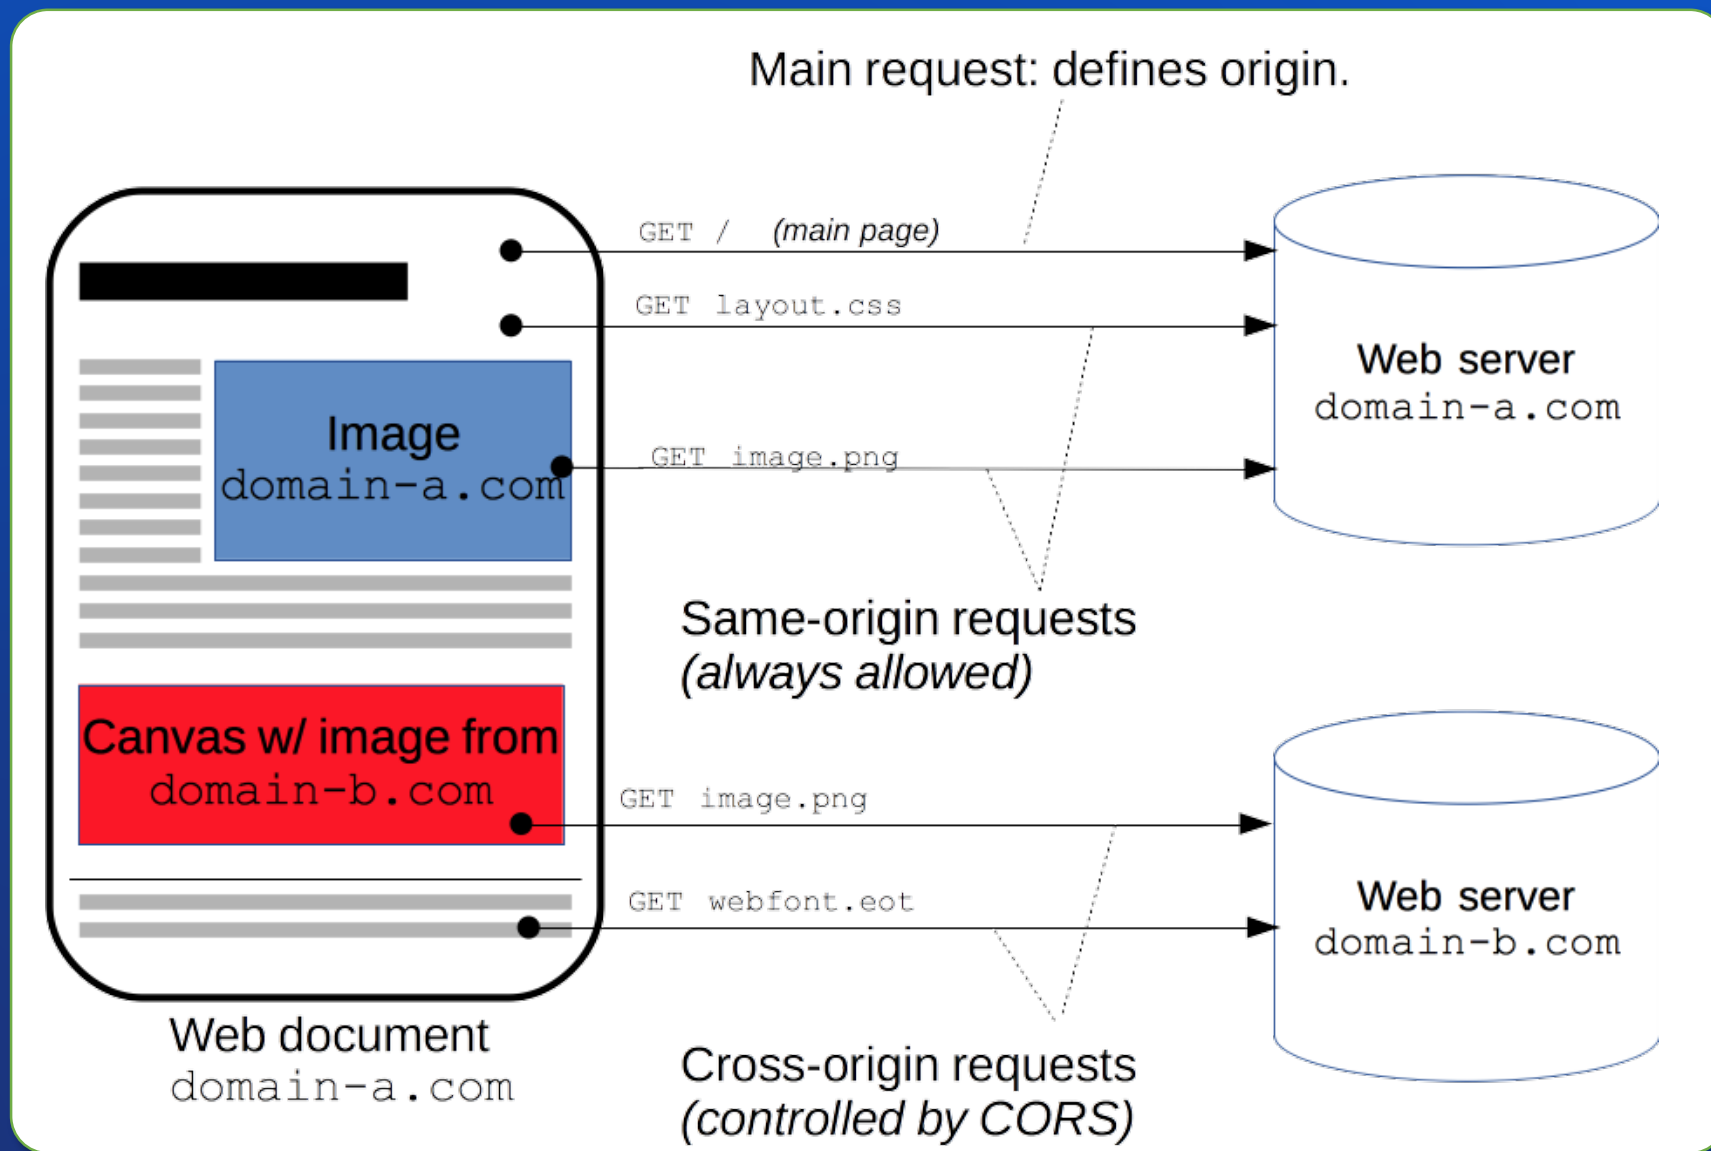 Main request: defines origin.
GET / (main page)
GET layout.css
Image
domain-a.com
GET image.png
Web server
domain-a.com
Same-origin requests
(always allowed)
Canvas w/ image from
domain-b.com
GET image.png
GET webfont.eot
Web server
domain-b.com
Web document
domain-a.com
Cross-origin requests
(controlled by CORS)